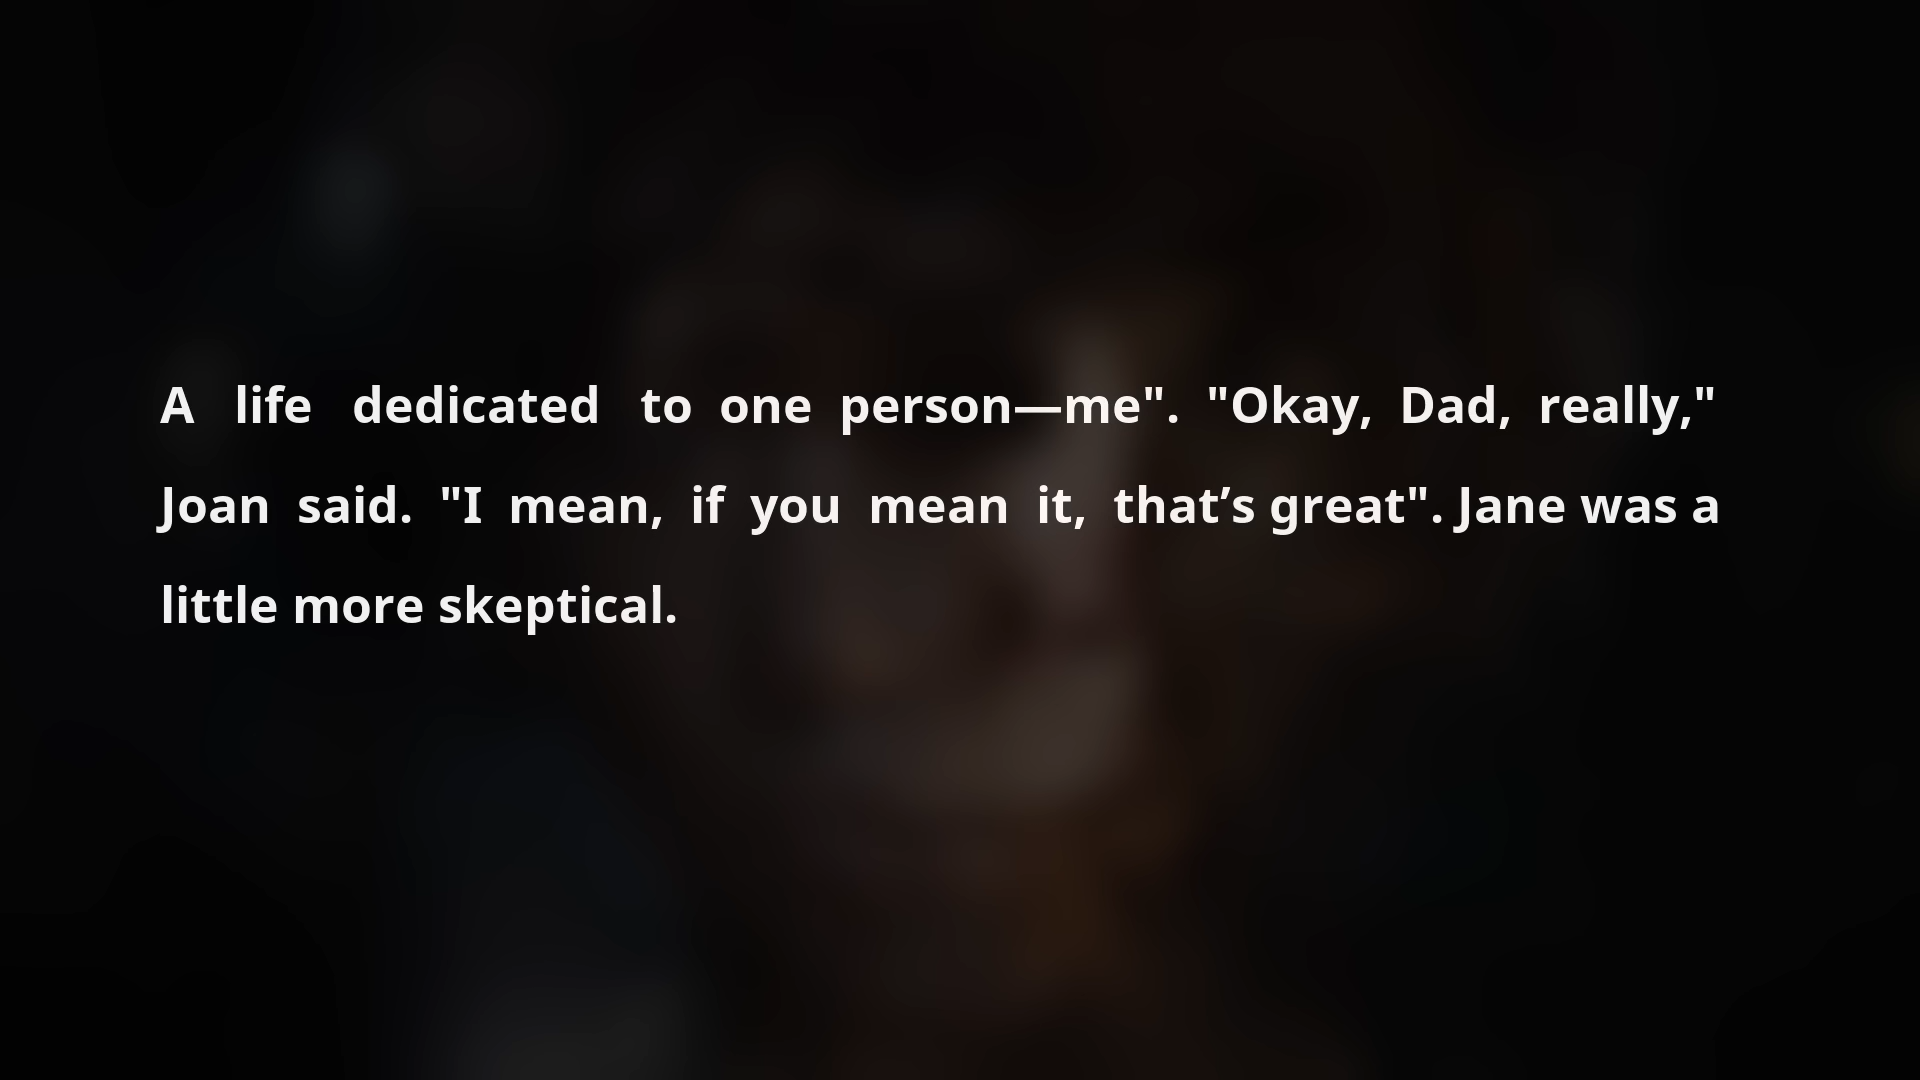 A life dedicated to one person—me". "Okay, Dad, really,"
Joan said. "I mean, if you mean it, that’s great". Jane was a
little more skeptical.